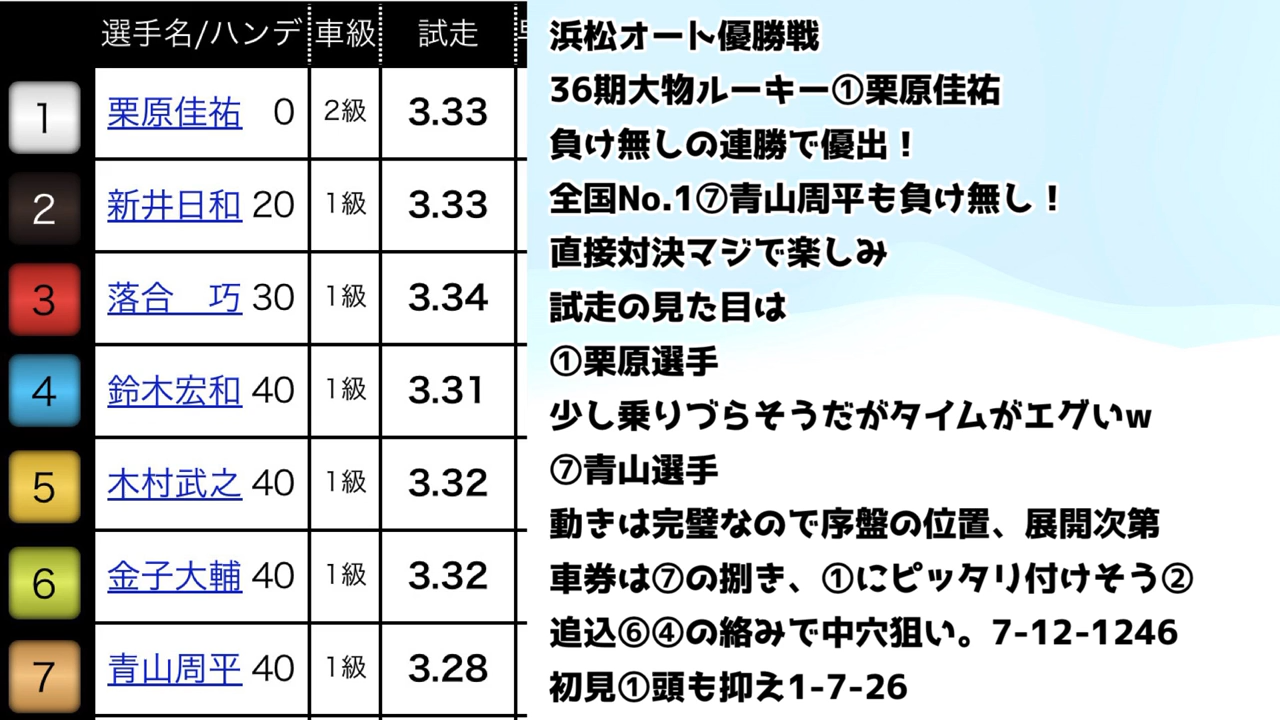 選手名/ハンデ 車級 試走
1 栗原佳祐 0 2級 3.33
2 新井日和 20 1級 3.33
3 落合 巧 30 1級 3.34
4 鈴木宏和 40 1級 3.31
5 木村武之 40 1級 3.32
6 金子大輔 40 1級 3.32
7 青山周平 40 1級 3.28
浜松オート優勝戦
36期大物ルーキー①栗原佳祐
負け無しの連勝で優出！
全国No.1⑦青山周平も負け無し！
直接対決マジで楽しみ
試走の見た目は
①栗原選手
少し乗りづらそうだがタイムがエグいw
⑦青山選手
動きは完璧なので序盤の位置、展開次第
車券は⑦の捌き、①にピッタリ付けそう②
追込⑥④の絡みで中穴狙い。7-12-1246
初見①頭も抑え1-7-26